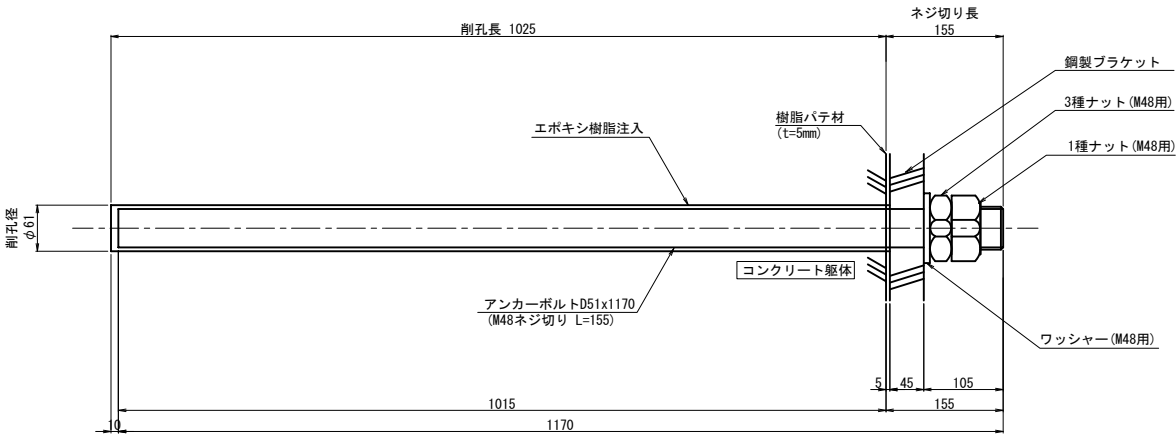 ネジ切り長
削孔長 1025
155
鋼製ブラケット
3種ナット(M48用)
樹脂パテ材
(t=5mm)
エポキシ樹脂注入
1種ナット(M48用)
削孔径
φ61
コンクリート躯体
アンカーボルトD51x1170
(M48ネジ切り L=155)
ワッシャー(M48用)
5
45
105
1015
155
10
1170